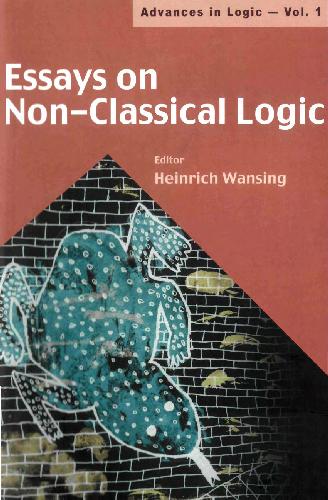 Advances in Logic — Vol. 1
Essays on
Non-Classical Logic
Editor
Heinrich Wansing